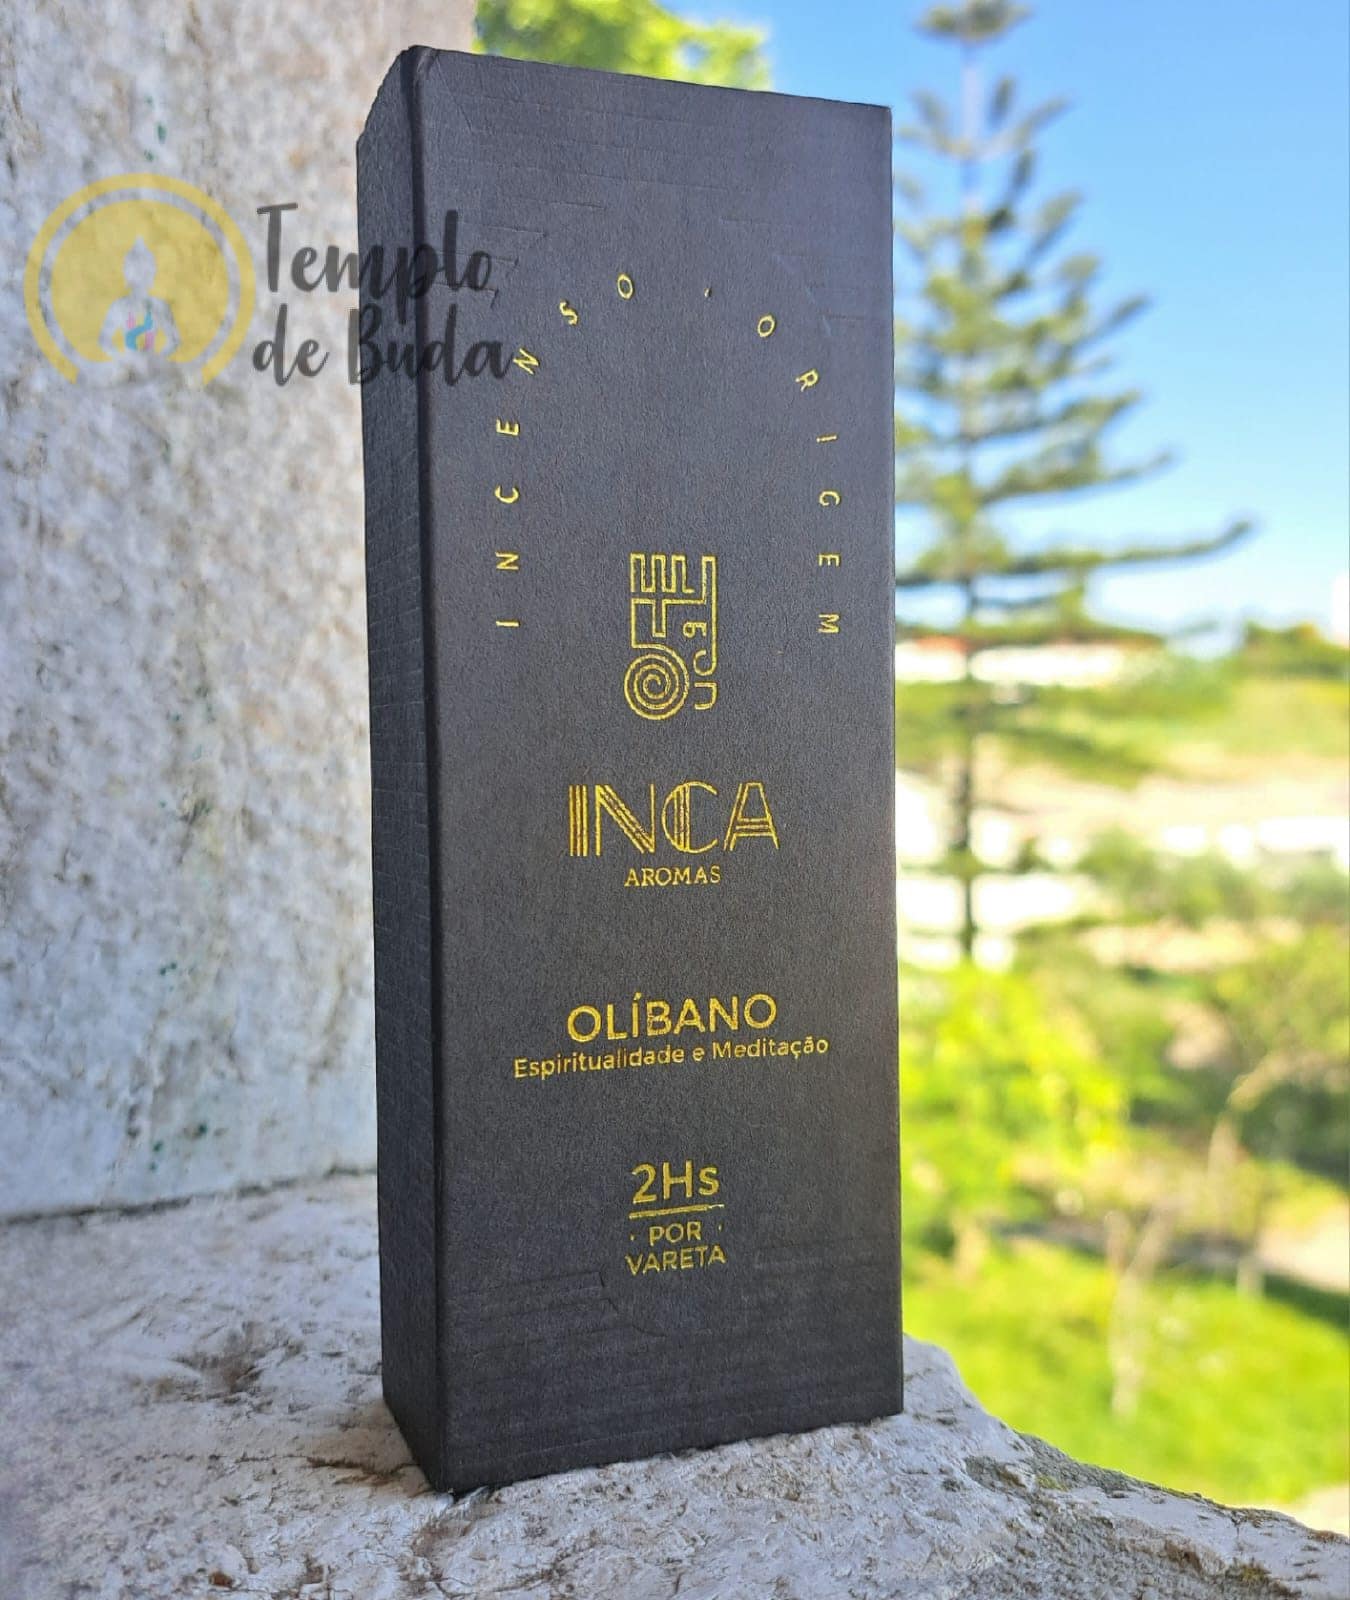 Templo
de Buda
INCENSO · ORIGEM
INCA
AROMAS
OLÍBANO
Espiritualidade e Meditação
2Hs
· POR ·
VARETA